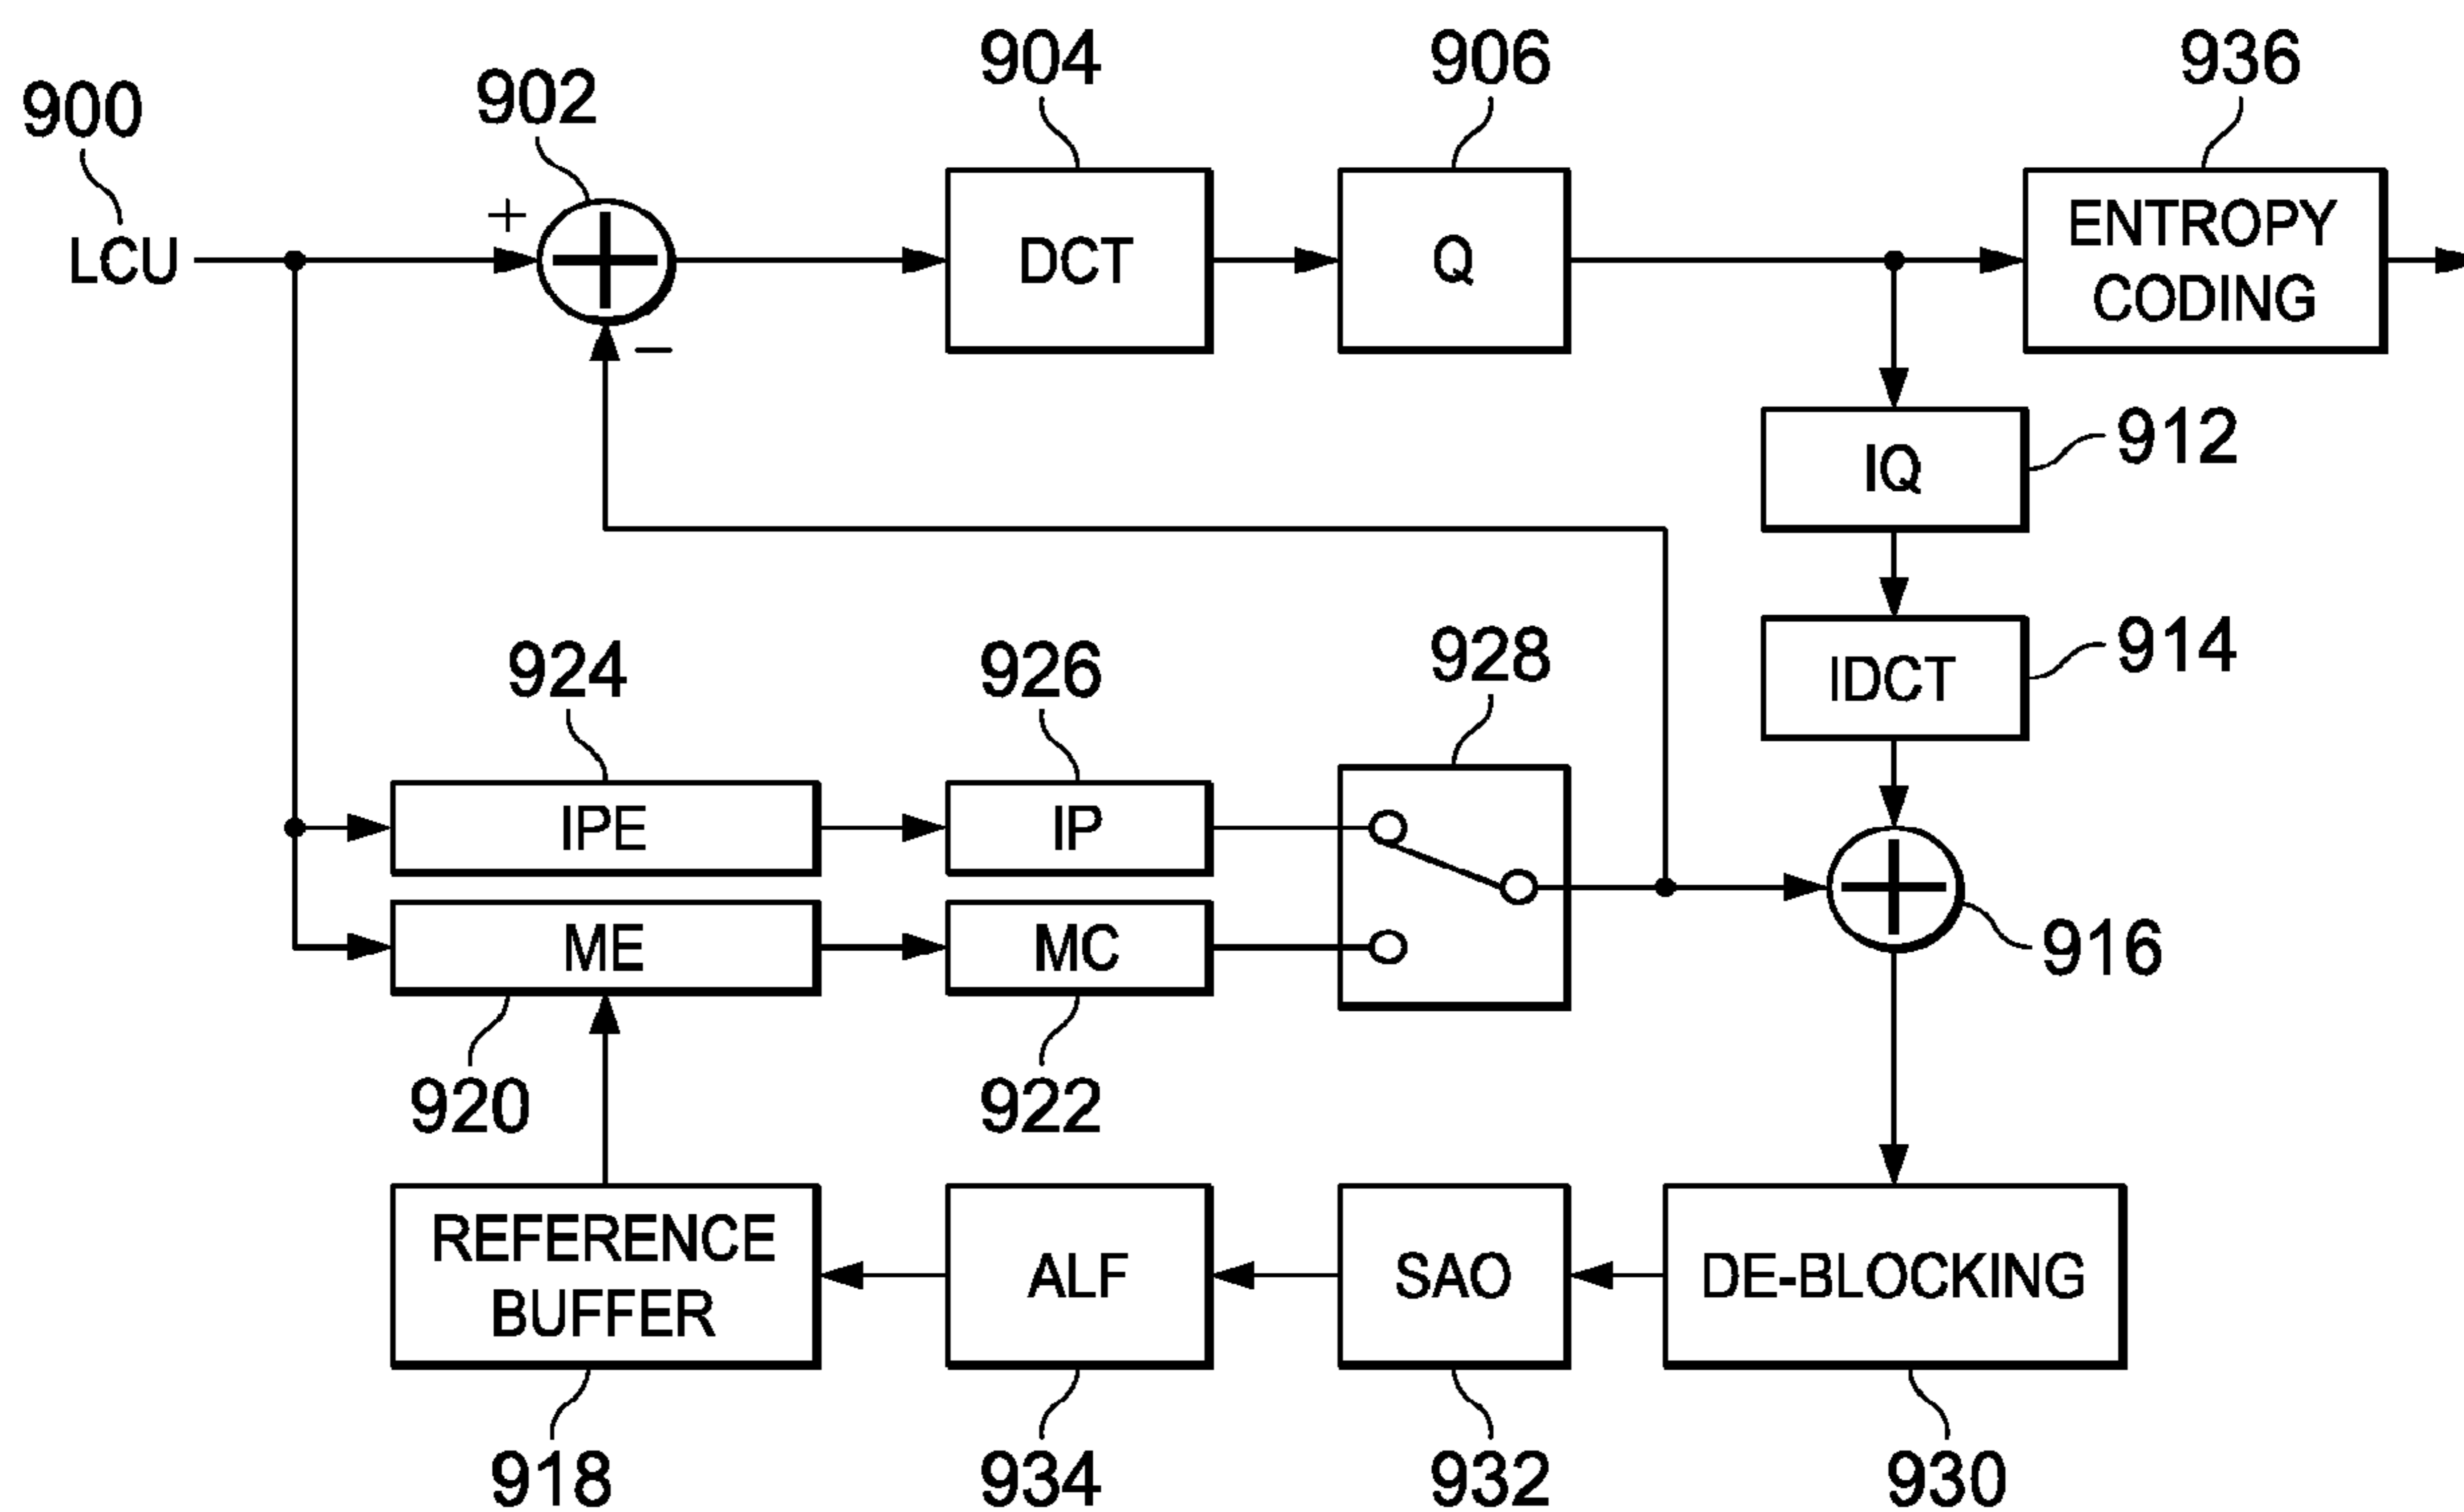 904
906
936
900
902
+
LCU
DCT
Q
ENTROPY
CODING
−
IQ
912
924
926
928
IDCT
914
IPE
IP
ME
MC
916
920
922
REFERENCE
BUFFER
ALF
SAO
DE-BLOCKING
918
934
932
930